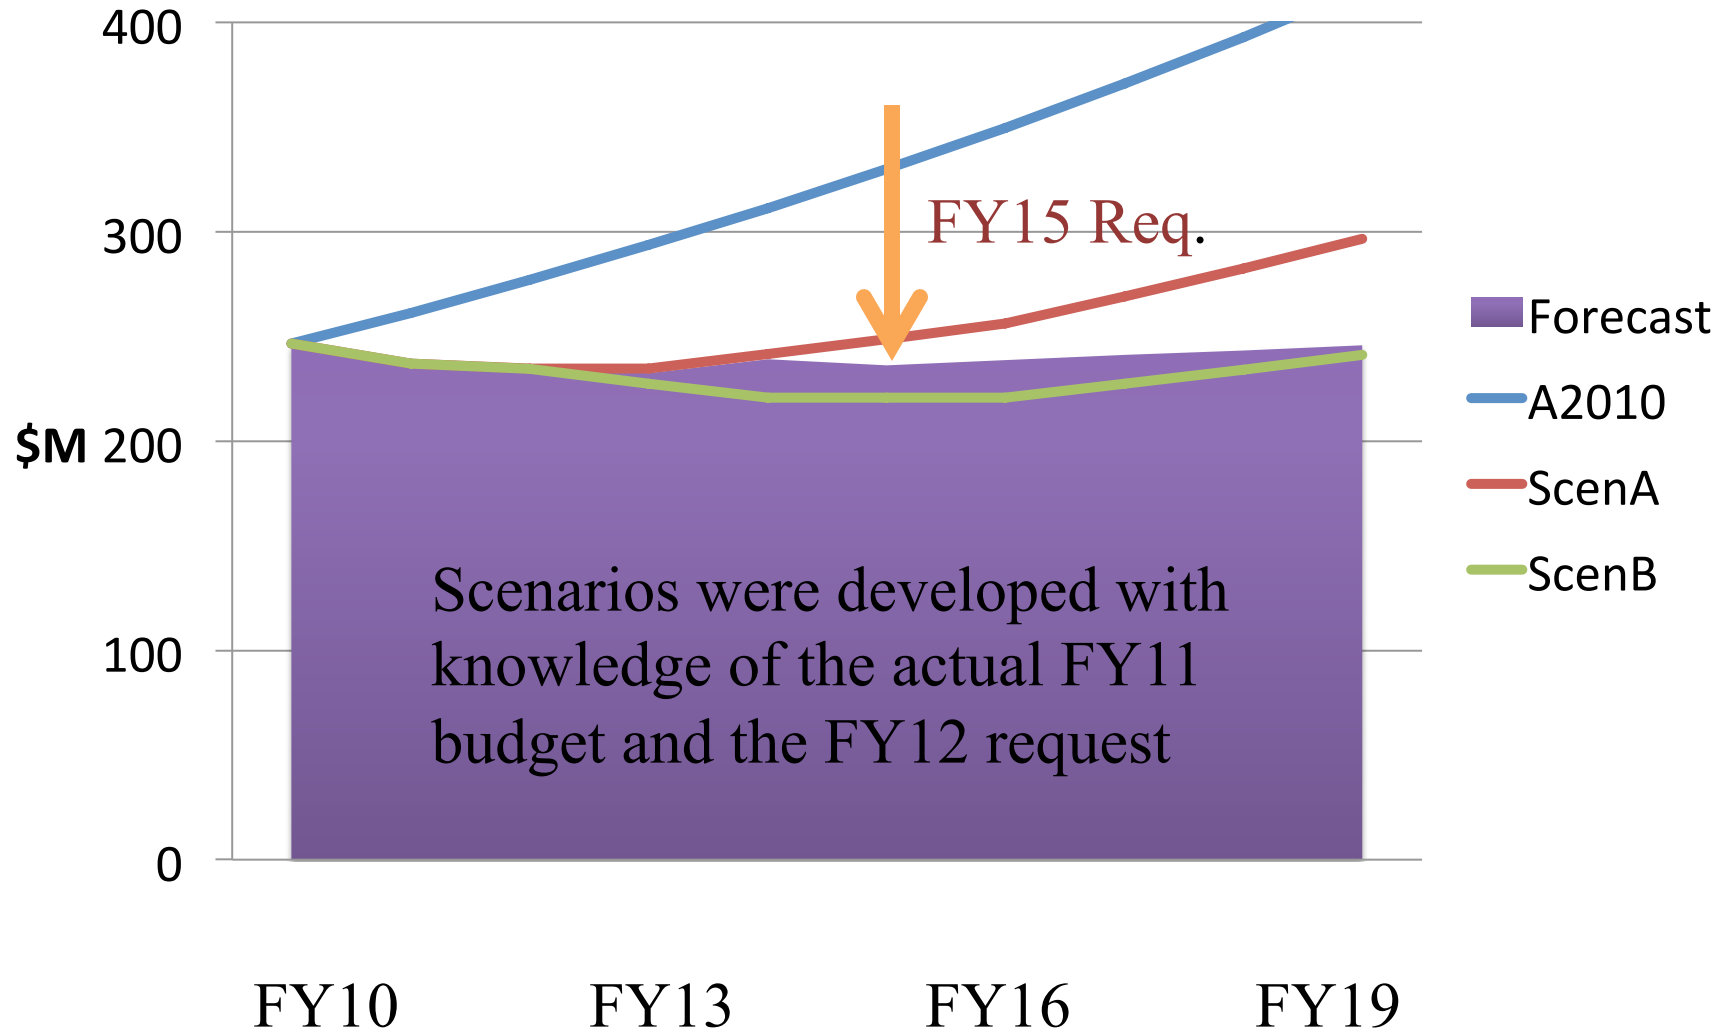 400
300
$M 200
100
0
FY15 Req.
Scenarios were developed with
knowledge of the actual FY11
budget and the FY12 request
FY10 FY13 FY16 FY19
Forecast
A2010
ScenA
ScenB